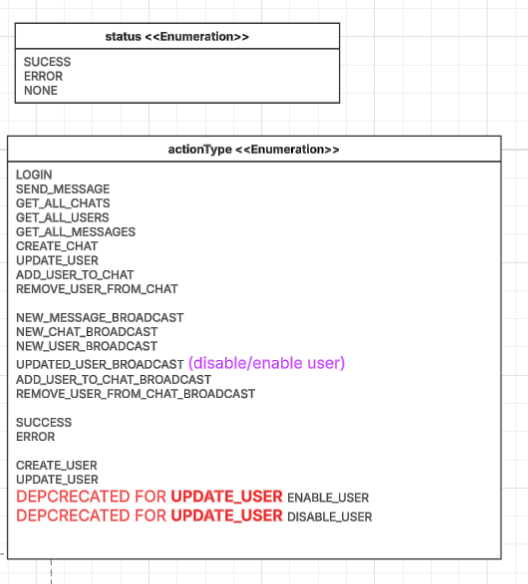 status <<Enumeration>>
SUCESS
ERROR
NONE
actionType <<Enumeration>>
LOGIN
SEND_MESSAGE
GET_ALL_CHATS
GET_ALL_USERS
GET_ALL_MESSAGES
CREATE_CHAT
UPDATE_USER
ADD_USER_TO_CHAT
REMOVE_USER_FROM_CHAT
NEW_MESSAGE_BROADCAST
NEW_CHAT_BROADCAST
NEW_USER_BROADCAST
UPDATED_USER_BROADCAST (disable/enable user)
ADD_USER_TO_CHAT_BROADCAST
REMOVE_USER_FROM_CHAT_BROADCAST
SUCCESS
ERROR
CREATE_USER
UPDATE_USER
DEPCRECATED FOR UPDATE_USER ENABLE_USER
DEPCRECATED FOR UPDATE_USER DISABLE_USER